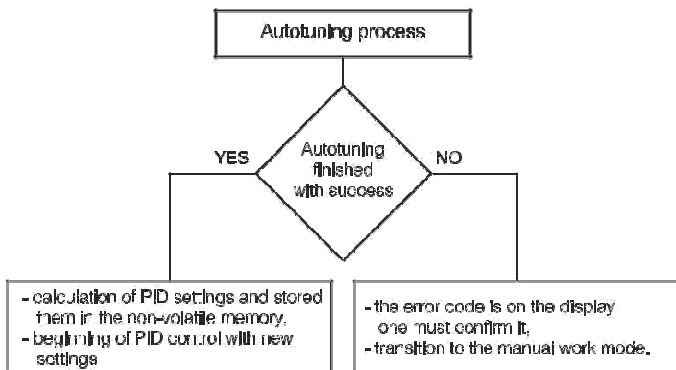 Autotuning process
YES
Autotuning
finished
with success
NO
- calculation of PID settings and stored
them in the non-volatile memory,
- beginning of PID control with new
settings
- the error code is on the display
one must confirm it,
- transition to the manual work mode.